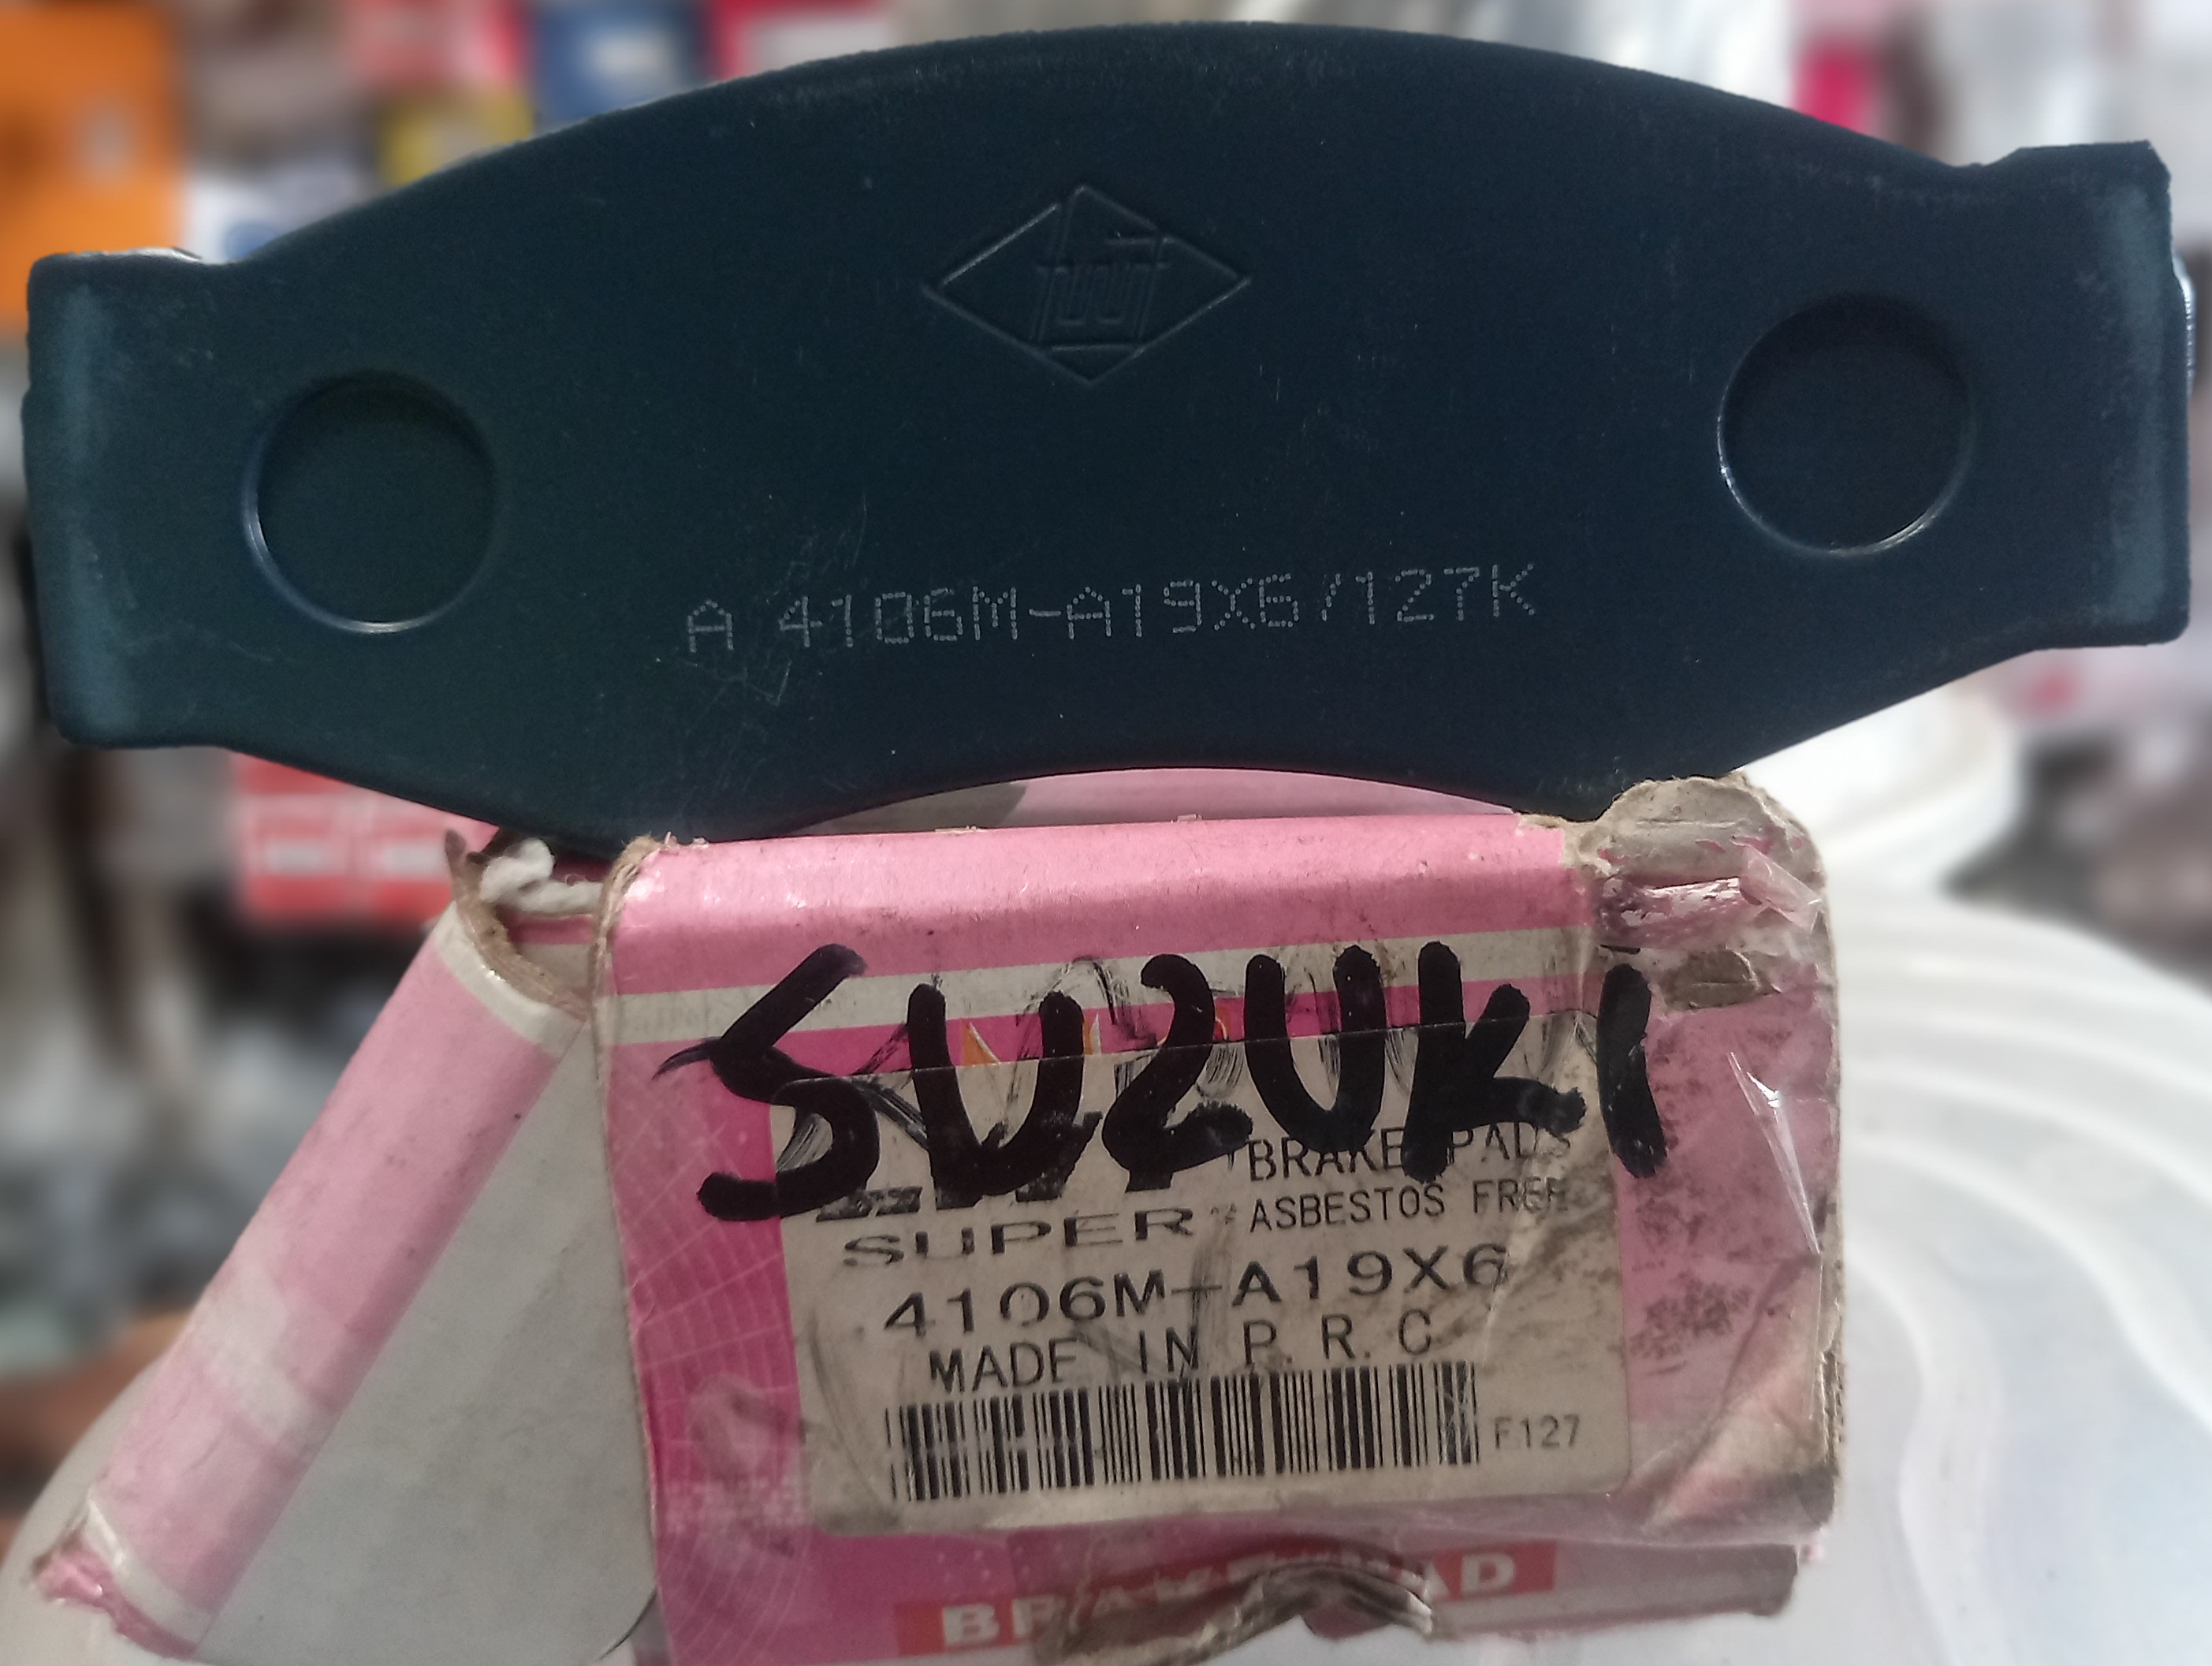 A 4106M-A19X6/127K
SUZUKI
BRAKE PADS
SUPER
ASBESTOS FREE
4106M-A19X6
MADE IN P.R.C
F127